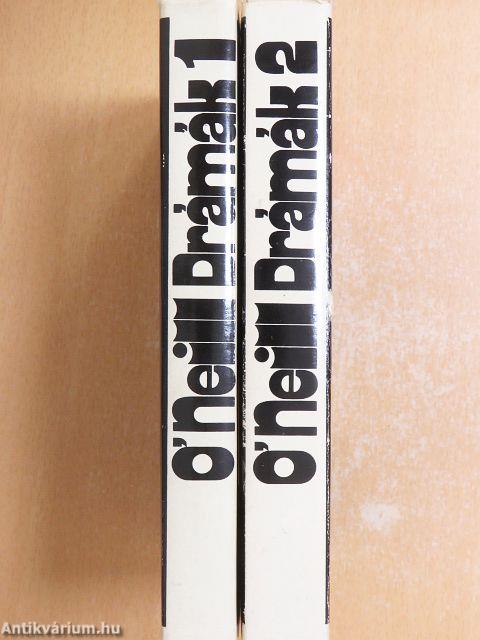 O'Neill Drámák 1
O'Neill Drámák 2
Antikvárium.hu